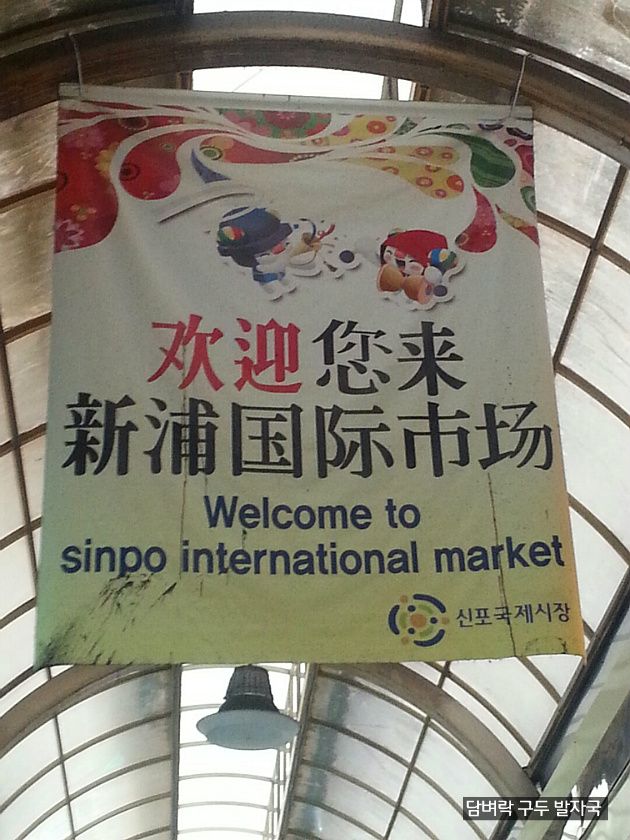 欢迎您来
新浦国际市场
Welcome to
sinpo international market
신포국제시장
담벼락 구두 발자국